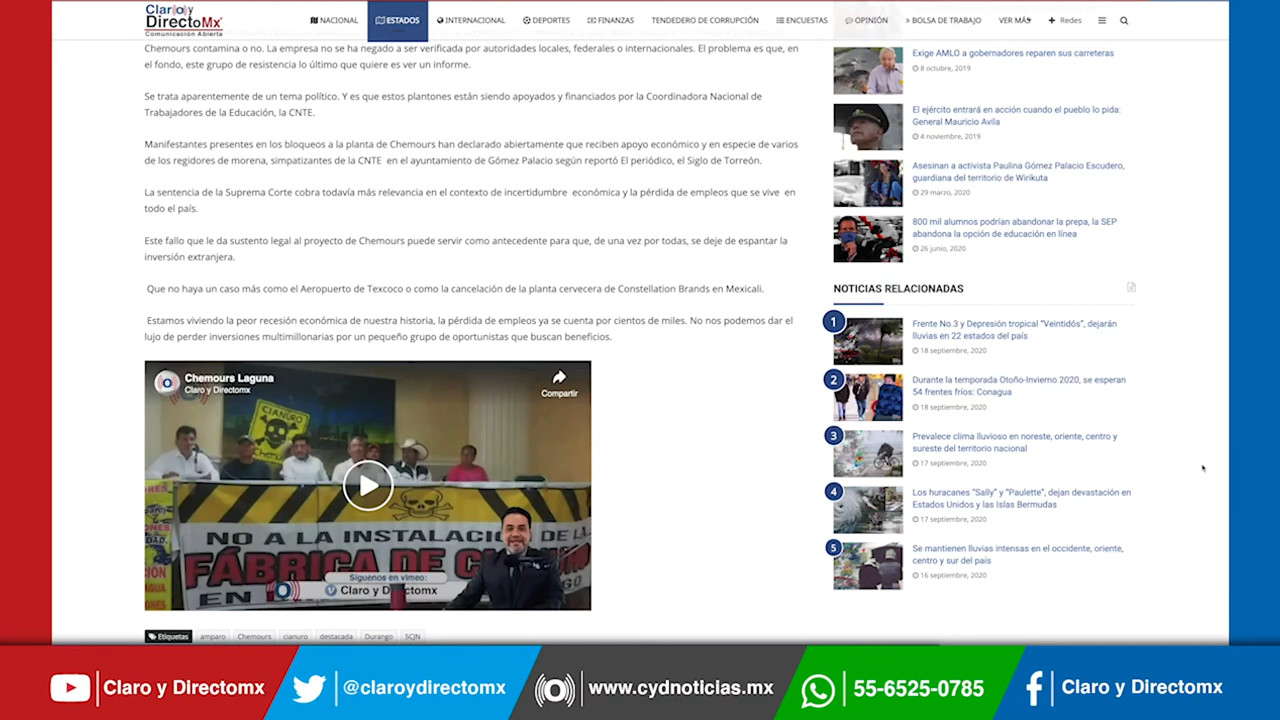 Claro y
DirectoMx
Comunicación Abierta
NACIONAL
ESTADOS
INTERNACIONAL
DEPORTES
FINANZAS
TENDEDERO DE CORRUPCIÓN
ENCUESTAS
OPINIÓN
» BOLSA DE TRABAJO
VER MÁS
Redes
Chemours contamina o no. La empresa no se ha negado a ser verificada por autoridades locales, federales o internacionales. El problema es que, en
el fondo, este grupo de resistencia lo último que quiere es ver un informe.
Se trata aparentemente de un tema político. Y es que estos plantones están siendo apoyados y financiados por la Coordinadora Nacional de
Trabajadores de la Educación, la CNTE.
Manifestantes presentes en los bloqueos a la planta de Chemours han declarado abiertamente que reciben apoyo económico y en especie de varios
de los regidores de morena, simpatizantes de la CNTE en el ayuntamiento de Gómez Palacio según reportó El periódico, el Siglo de Torreón.
La sentencia de la Suprema Corte cobra todavía más relevancia en el contexto de incertidumbre económica y la pérdida de empleos que se vive en
todo el país.
Este fallo que le da sustento legal al proyecto de Chemours puede servir como antecedente para que, de una vez por todas, se deje de espantar la
inversión extranjera.
Que no haya un caso más como el Aeropuerto de Texcoco o como la cancelación de la planta cervecera de Constellation Brands en Mexicali.
Estamos viviendo la peor recesión económica de nuestra historia, la pérdida de empleos ya se cuenta por cientos de miles. No nos podemos dar el
lujo de perder inversiones multimillonarias por un pequeño grupo de oportunistas que buscan beneficios.
Chemours Laguna
Claro y Directomx
Compartir
CIANURO
NO A LA INSTALACIÓN DE L
FÁBRICA DE CI
EN
Síguenos en vimeo:
Claro y Directomx
Etiquetas
amparo
Chemours
cianuro
destacada
Durango
SCJN
Exige AMLO a gobernadores reparen sus carreteras
8 octubre, 2019
El ejército entrará en acción cuando el pueblo lo pida:
General Mauricio Avila
4 noviembre, 2019
Asesinan a activista Paulina Gómez Palacio Escudero,
guardiana del territorio de Wirikuta
29 marzo, 2020
800 mil alumnos podrían abandonar la prepa, la SEP
abandona la opción de educación en línea
26 junio, 2020
NOTICIAS RELACIONADAS
1
Frente No.3 y Depresión tropical “Veintidós”, dejarán
lluvias en 22 estados del país
18 septiembre, 2020
2
Durante la temporada Otoño-Invierno 2020, se esperan
54 frentes fríos: Conagua
18 septiembre, 2020
3
Prevalece clima lluvioso en noreste, oriente, centro y
sureste del territorio nacional
17 septiembre, 2020
4
Los huracanes “Sally” y “Paulette”, dejan devastación en
Estados Unidos y las Islas Bermudas
17 septiembre, 2020
5
Se mantienen lluvias intensas en el occidente, oriente,
centro y sur del país
16 septiembre, 2020
Claro y Directomx
@claroydirectomx
www.cydnoticias.mx
55-6525-0785
Claro y Directomx